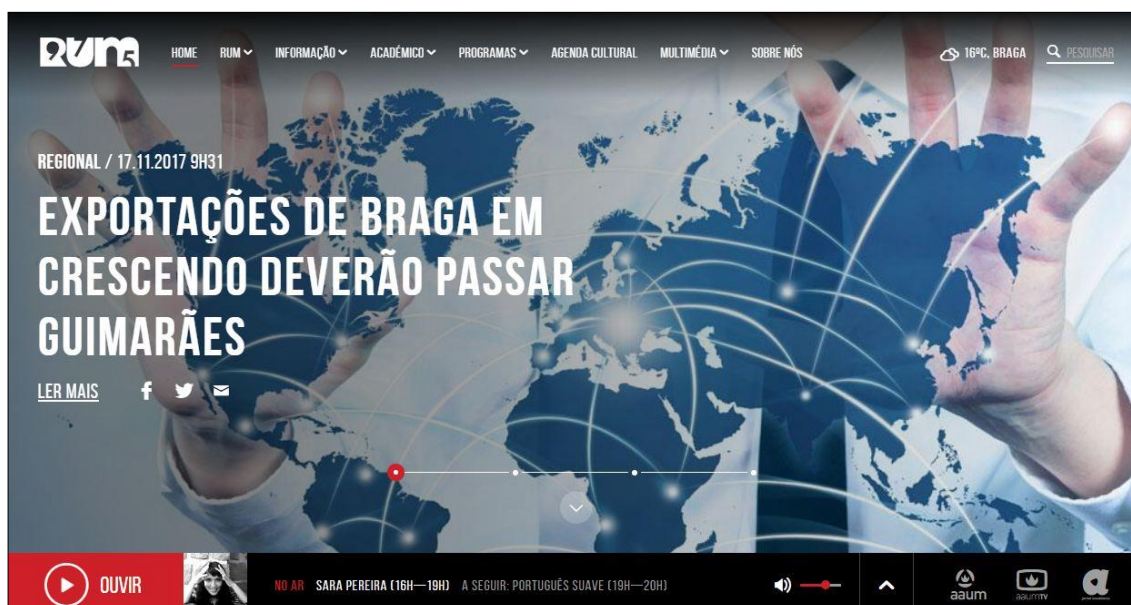 RUM
97.5
HOME RUM INFORMAÇÃO ACADÉMICO PROGRAMAS AGENDA CULTURAL MULTIMÉDIA SOBRE NÓS 16ºC, BRAGA PESQUISAR
REGIONAL / 17.11.2017 9H31
EXPORTAÇÕES DE BRAGA EM
CRESCENDO DEVERÃO PASSAR
GUIMARÃES
LER MAIS
OUVIR NO AR SARA PEREIRA (16H—19H) A SEGUIR: PORTUGUÊS SUAVE (19H—20H)
aaum aaumTV